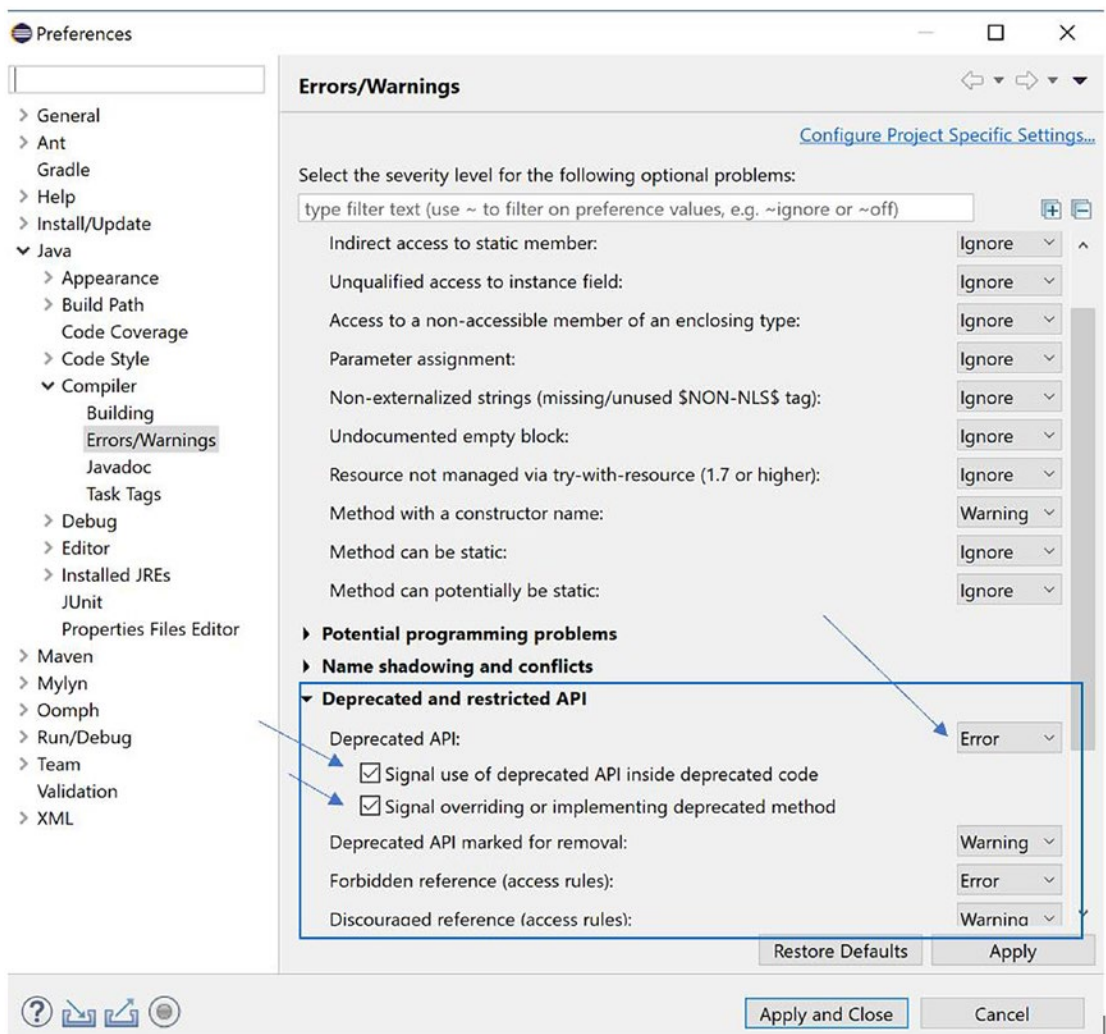 Preferences
General
Ant
Gradle
Help
Install/Update
Java
Appearance
Build Path
Code Coverage
Code Style
Compiler
Building
Errors/Warnings
Javadoc
Task Tags
Debug
Editor
Installed JREs
JUnit
Properties Files Editor
Maven
Mylyn
Oomph
Run/Debug
Team
Validation
XML
Errors/Warnings
Configure Project Specific Settings...
Select the severity level for the following optional problems:
type filter text (use ~ to filter on preference values, e.g. ~ignore or ~off)
Indirect access to static member: Ignore
Unqualified access to instance field: Ignore
Access to a non-accessible member of an enclosing type: Ignore
Parameter assignment: Ignore
Non-externalized strings (missing/unused $NON-NLS$ tag): Ignore
Undocumented empty block: Ignore
Resource not managed via try-with-resource (1.7 or higher): Ignore
Method with a constructor name: Warning
Method can be static: Ignore
Method can potentially be static: Ignore
Potential programming problems
Name shadowing and conflicts
Deprecated and restricted API
Deprecated API: Error
Signal use of deprecated API inside deprecated code
Signal overriding or implementing deprecated method
Deprecated API marked for removal: Warning
Forbidden reference (access rules): Error
Discouraged reference (access rules): Warning
Restore Defaults Apply
Apply and Close Cancel